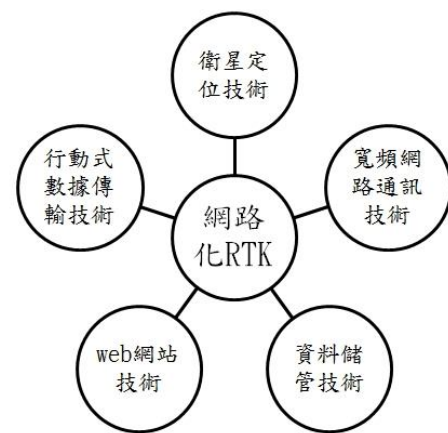 衛星定
位技術
行動式
數據傳
輸技術
寬頻網
路通訊
技術
網路
化RTK
web網站
技術
資料儲
管技術